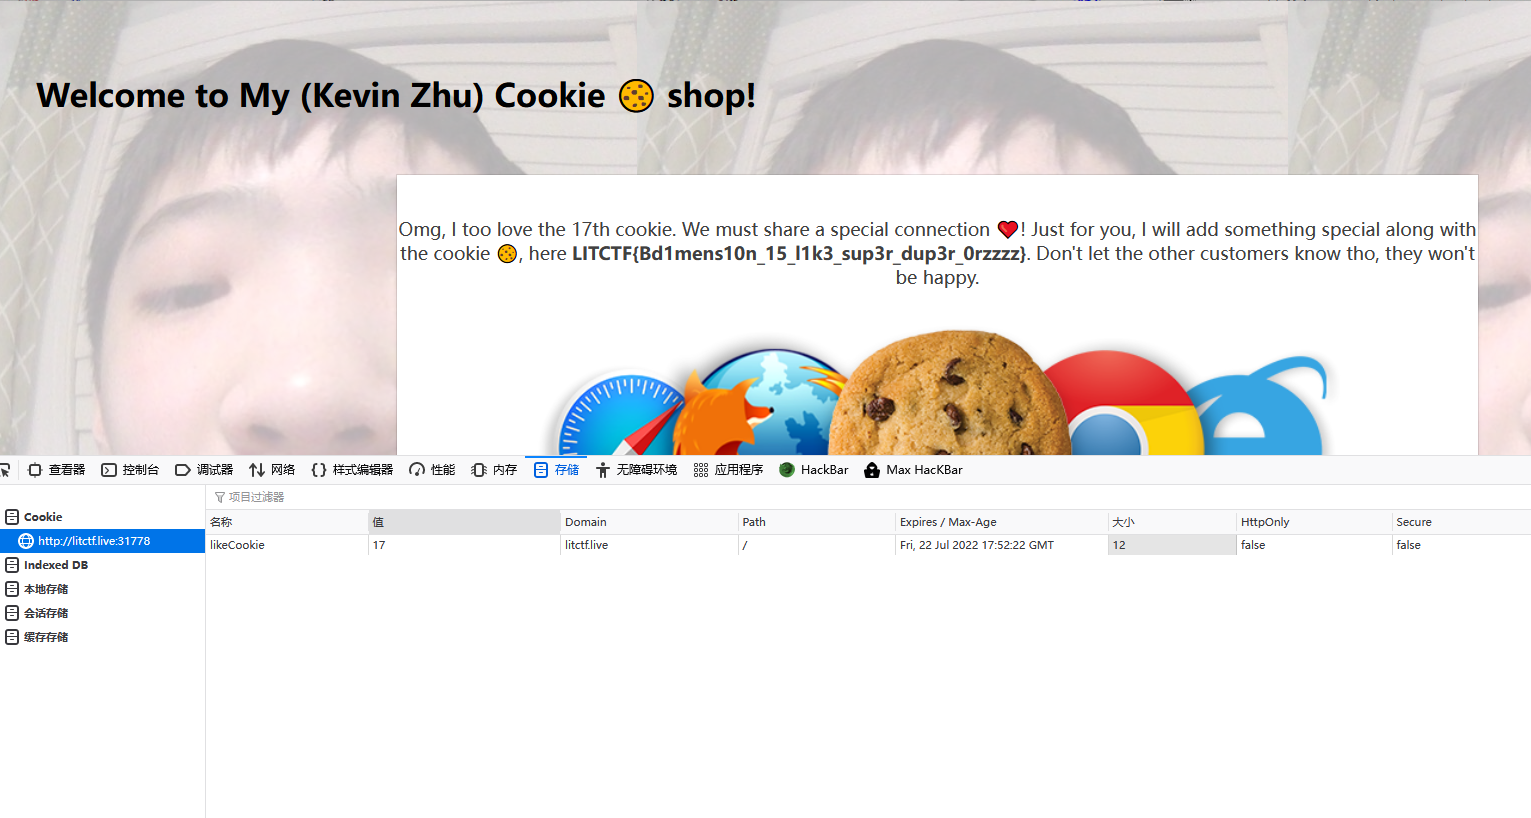 Welcome to My (Kevin Zhu) Cookie 🍪 shop!
Omg, I too love the 17th cookie. We must share a special connection ❤️! Just for you, I will add something special along with
the cookie 🍪, here LITCTF{Bd1mens10n_15_l1k3_sup3r_dup3r_0rzzzz}. Don't let the other customers know tho, they won't
be happy.
查看器 控制台 调试器 网络 样式编辑器 性能 内存 存储 无障碍环境 应用程序 HackBar Max HacKBar
项目过滤器
Cookie
http://litctf.live:31778
Indexed DB
本地存储
会话存储
缓存存储
名称 值 Domain Path Expires / Max-Age 大小 HttpOnly Secure
likeCookie 17 litctf.live / Fri, 22 Jul 2022 17:52:22 GMT 12 false false